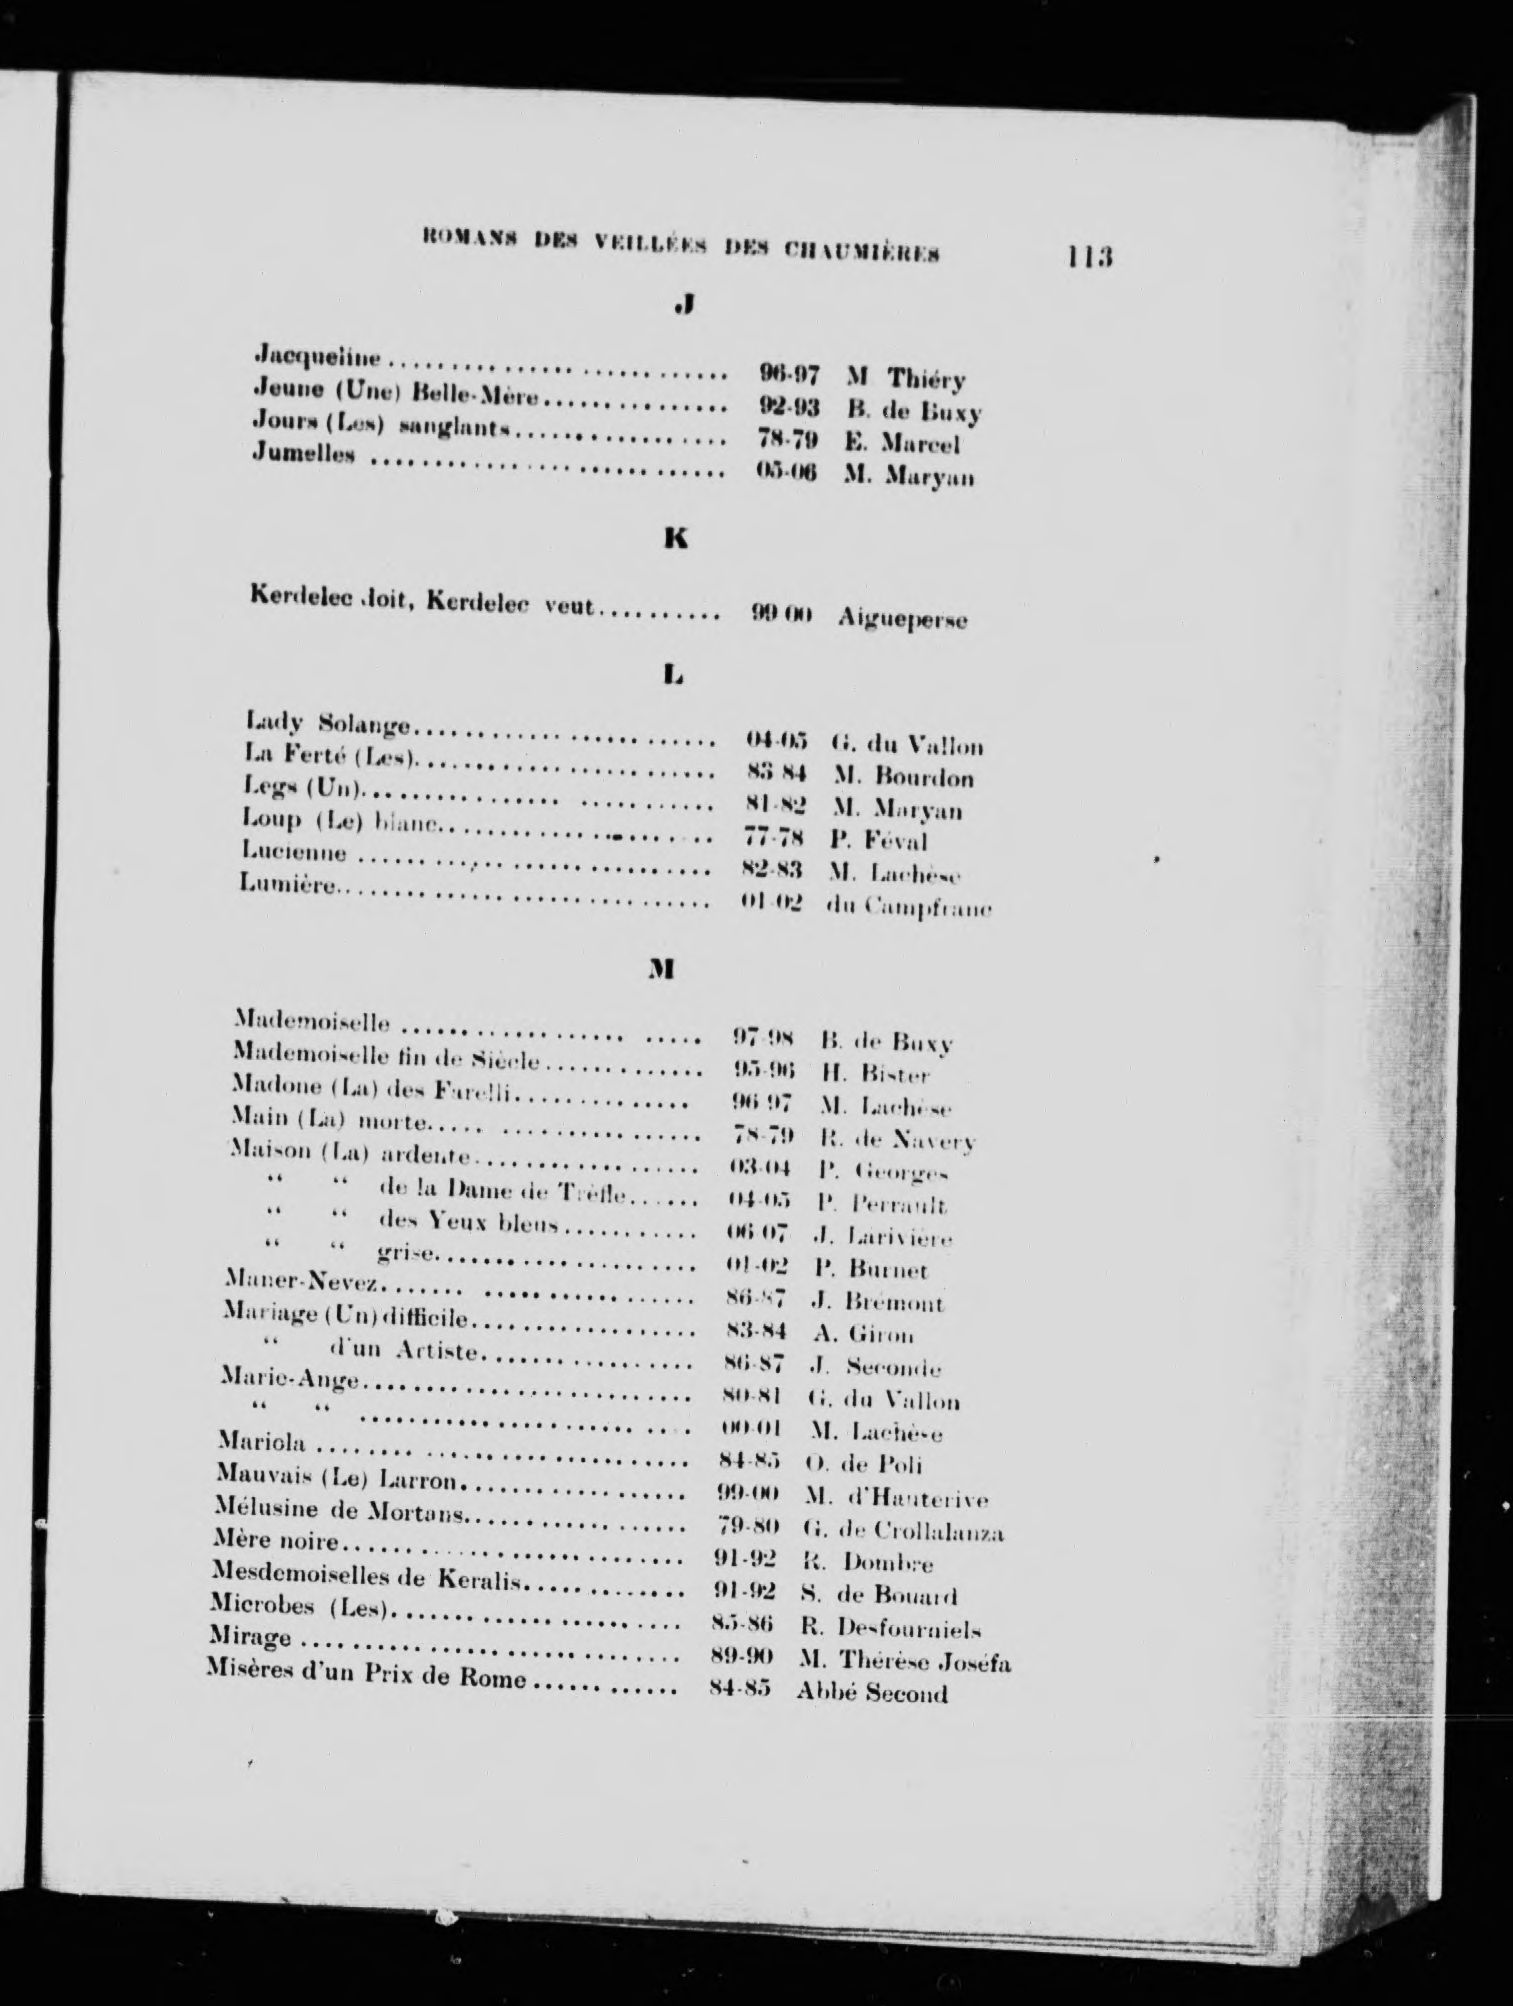 ROMANS DES VEILLÉES DES CHAUMIÈRES 113
J
Jacqueline ........................... 96-97 M Thiéry
Jeune (Une) Belle-Mère ............... 92-93 B. de Buxy
Jours (Les) sanglants .................. 78-79 E. Marcel
Jumelles ............................. 05-06 M. Maryan
K
Kerdelec doit, Kerdelec veut........... 99 00 Aigueperse
L
Lady Solange......................... 04-05 G. du Vallon
La Ferté (Les)......................... 83 84 M. Bourdon
Legs (Un)............................ 81-82 M. Maryan
Loup (Le) blanc....................... 77-78 P. Féval
Lucienne ............................. 82-83 M. Lachèse
Lumière.............................. 01-02 du Campfranc
M
Mademoiselle ........................ 97-98 B. de Buxy
Mademoiselle fin de Siècle............. 95-96 H. Bister
Madone (La) des Farelli............... 96-97 M. Lachèse
Main (La) morte...................... 78-79 R. de Navery
Maison (La) ardente................... 03-04 P. Georges
“ “ de la Dame de Trèfle...... 04-05 P. Perrault
“ “ des Yeux bleus........... 06-07 J. Larivière
“ “ grise..................... 01-02 P. Burnet
Maner-Nevez......................... 86-87 J. Brémont
Mariage (Un) difficile.................. 83-84 A. Giron
“ d'un Artiste................. 86-87 J. Seconde
Marie-Ange........................... 80-81 G. du Vallon
“ “ .......................... 00-01 M. Lachèse
Mariola .............................. 84-85 O. de Poli
Mauvais (Le) Larron.................. 99-00 M. d'Hauterive
Mélusine de Mortans.................. 79-80 G. de Crollalanza
Mère noire........................... 91-92 R. Dombre
Mesdemoiselles de Keralis............. 91-92 S. de Bouard
Microbes (Les)....................... 85-86 R. Desfourniels
Mirage .............................. 89-90 M. Thérèse Joséfa
Misères d'un Prix de Rome............ 84-85 Abbé Second